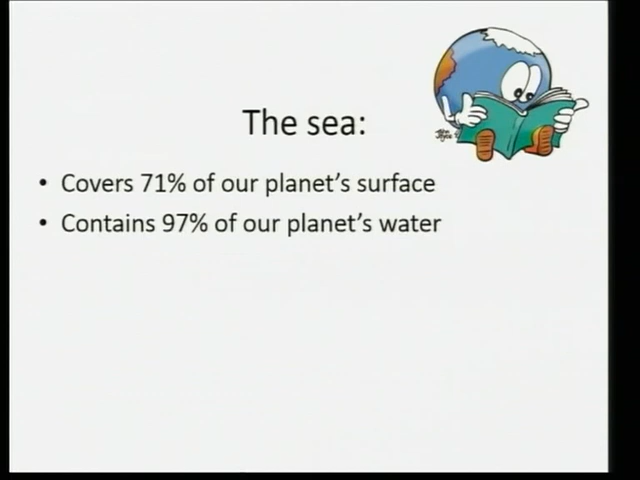 The sea:
• Covers 71% of our planet's surface
• Contains 97% of our planet's water